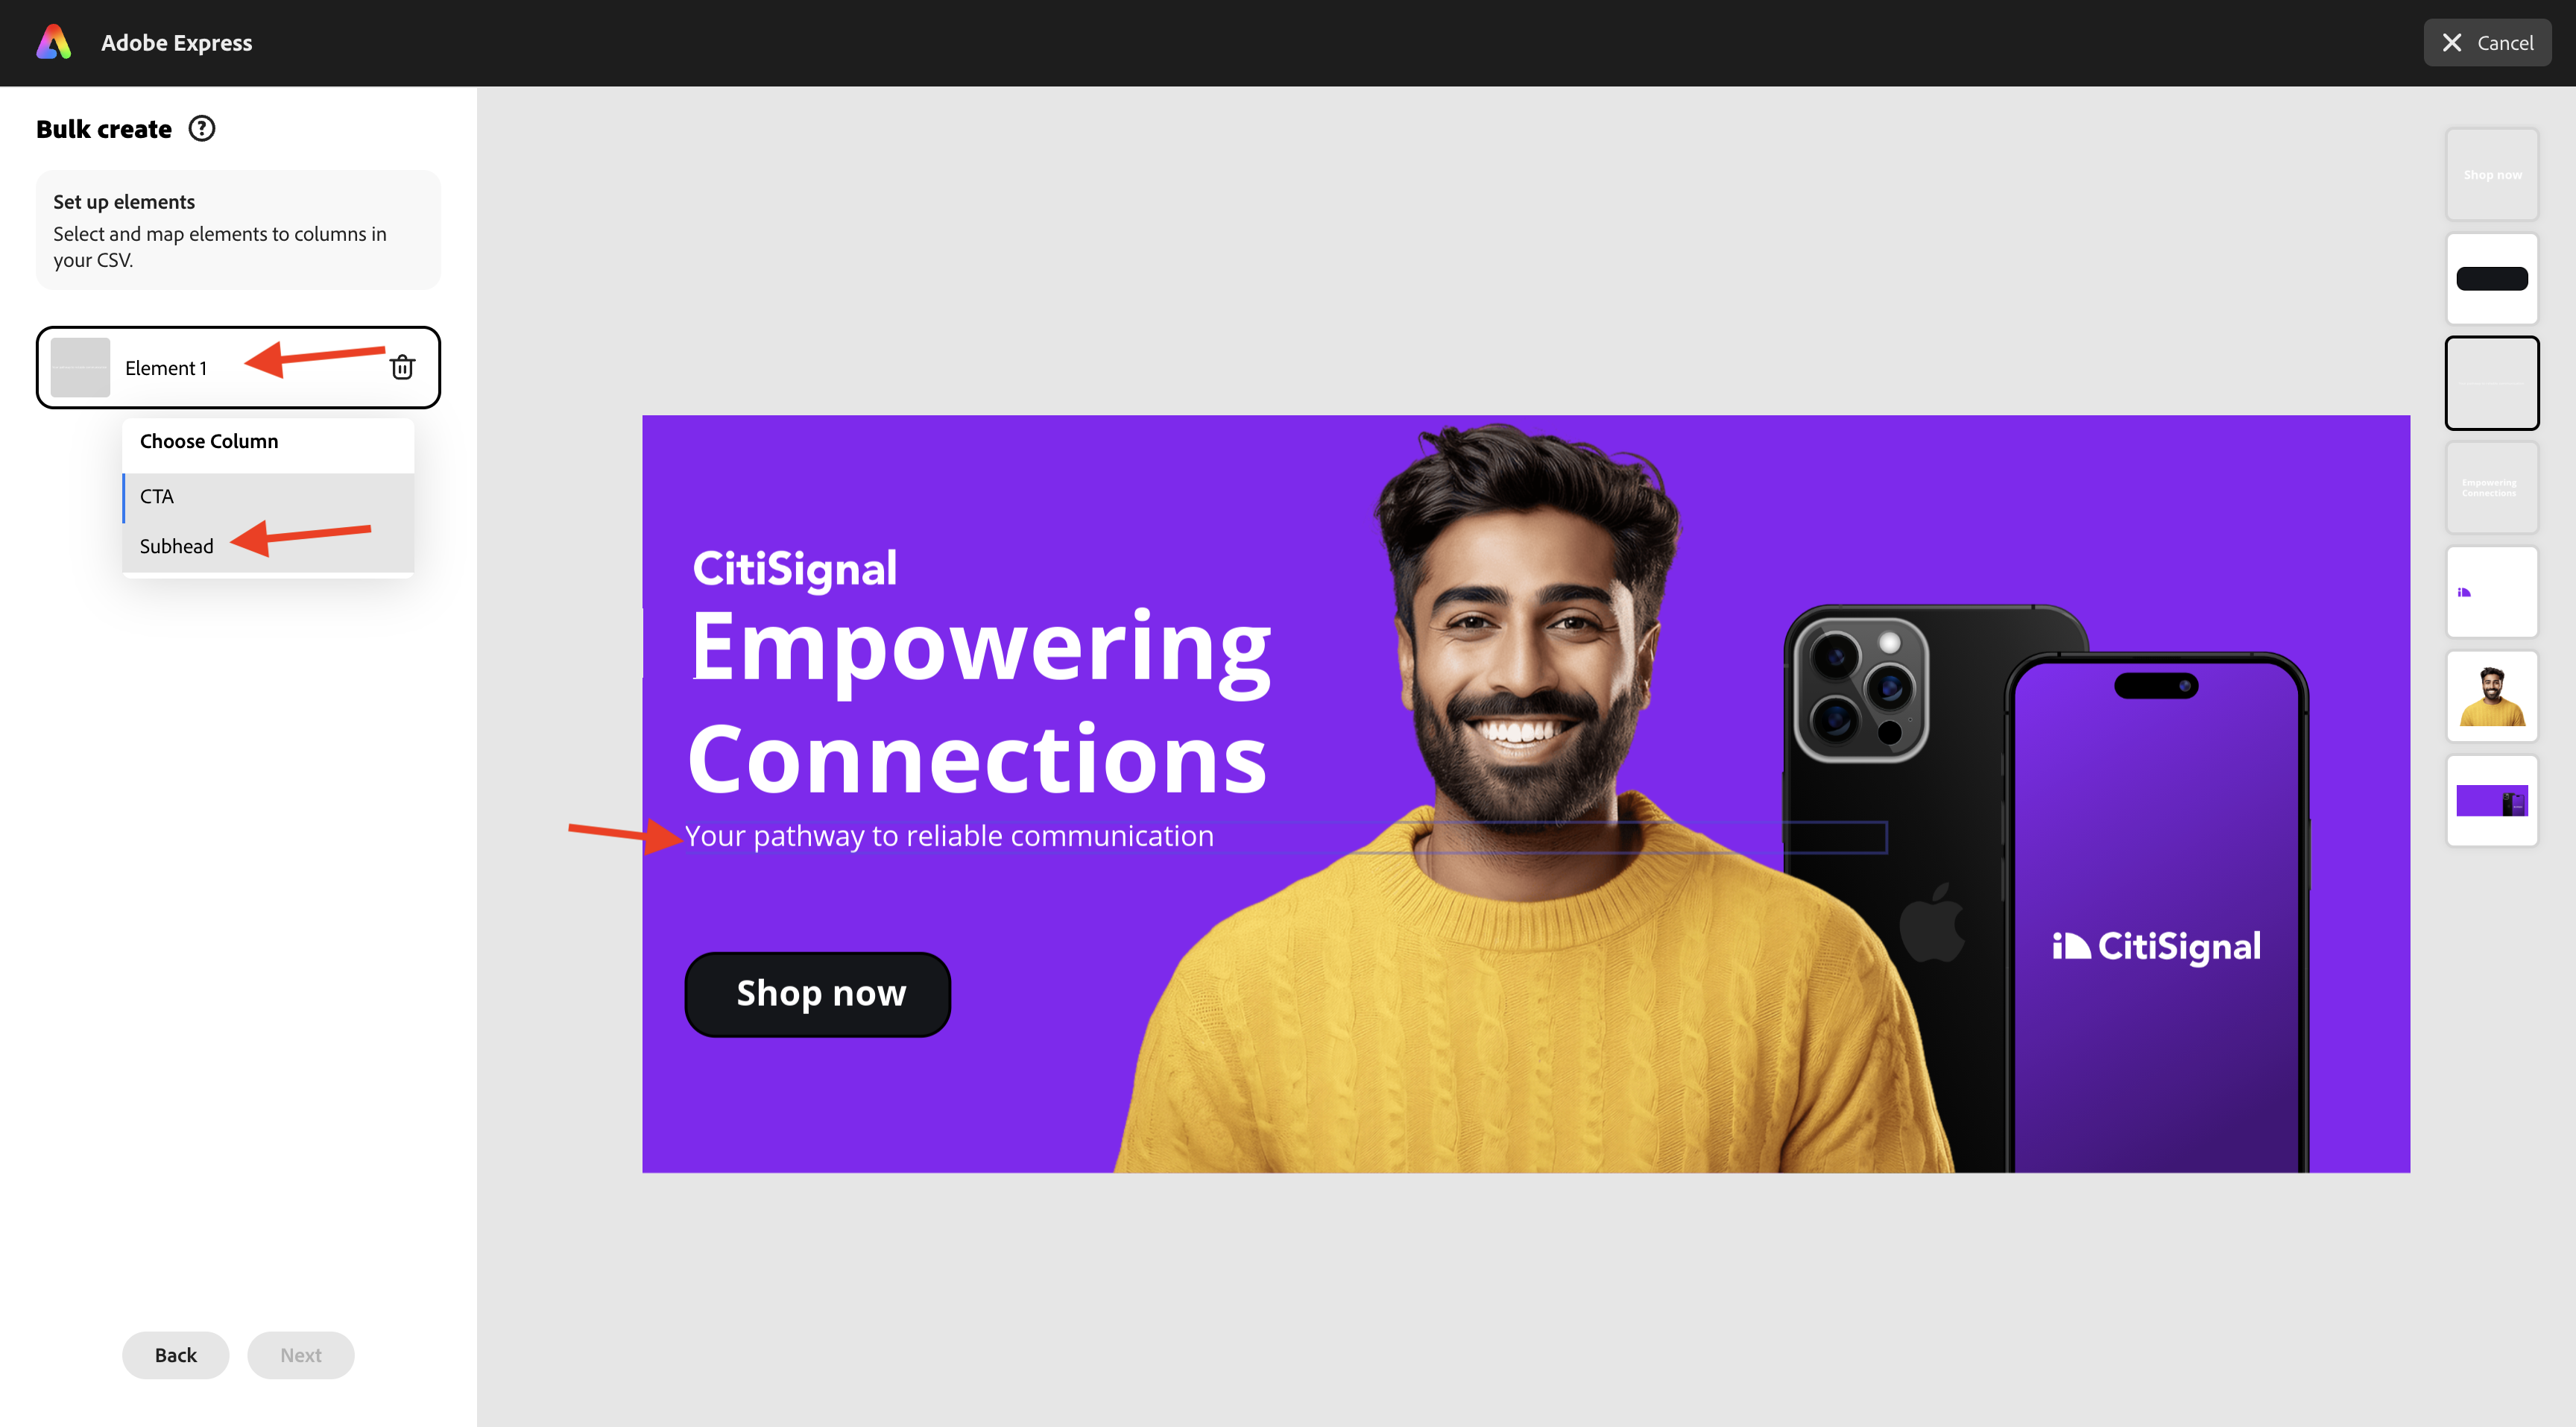 Adobe Express
Cancel
Bulk create
Set up elements
Select and map elements to columns in
your CSV.
Element 1
Choose Column
CTA
Subhead
Back
Next
CitiSignal
Empowering
Connections
Your pathway to reliable communication
Shop now
CitiSignal
Shop now
Empowering
Connections